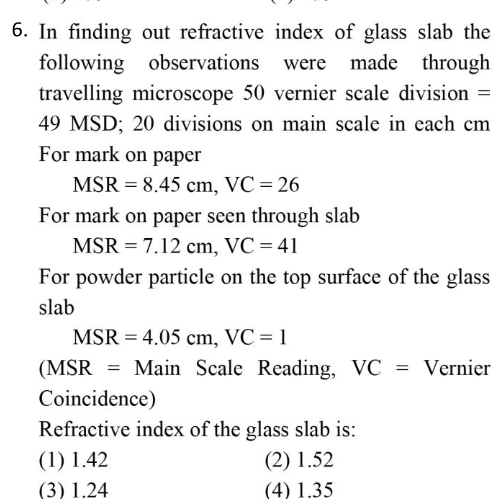 6. In finding out refractive index of glass slab the
following observations were made through
travelling microscope 50 vernier scale division =
49 MSD; 20 divisions on main scale in each cm
For mark on paper
MSR = 8.45 cm, VC = 26
For mark on paper seen through slab
MSR = 7.12 cm, VC = 41
For powder particle on the top surface of the glass
slab
MSR = 4.05 cm, VC = 1
(MSR = Main Scale Reading, VC = Vernier
Coincidence)
Refractive index of the glass slab is:
(1) 1.42 (2) 1.52
(3) 1.24 (4) 1.35